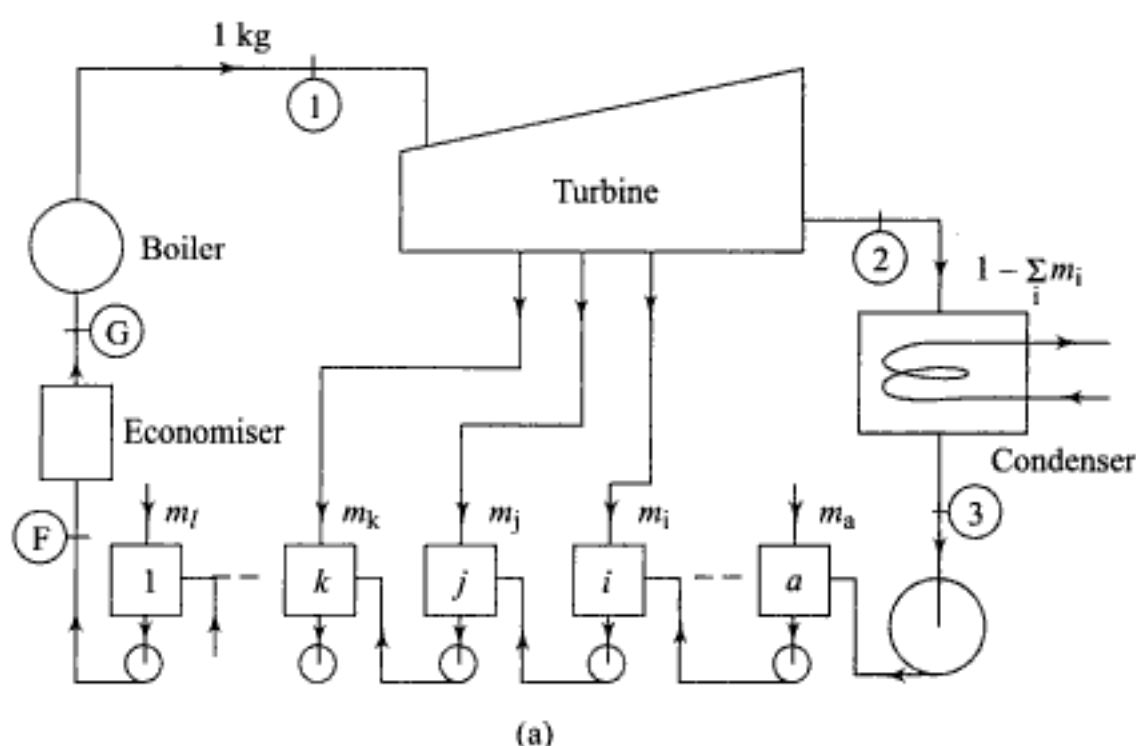 1 kg
1
Turbine
Boiler
2
1 − Σ mi
i
G
Economiser
Condenser
F
ml
mk
mj
mi
ma
3
1
k
j
i
a
(a)